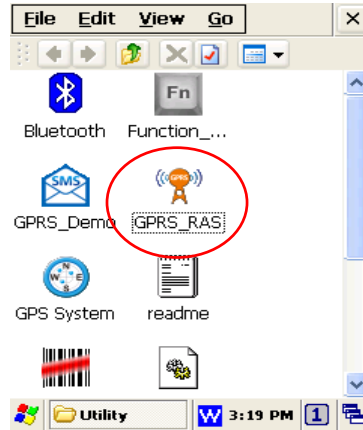 File Edit View Go
Fn
Bluetooth Function_...
SMS GPRS
GPRS_Demo GPRS_RAS
N
W E
S
GPS System readme
Utility W 3:19 PM 1